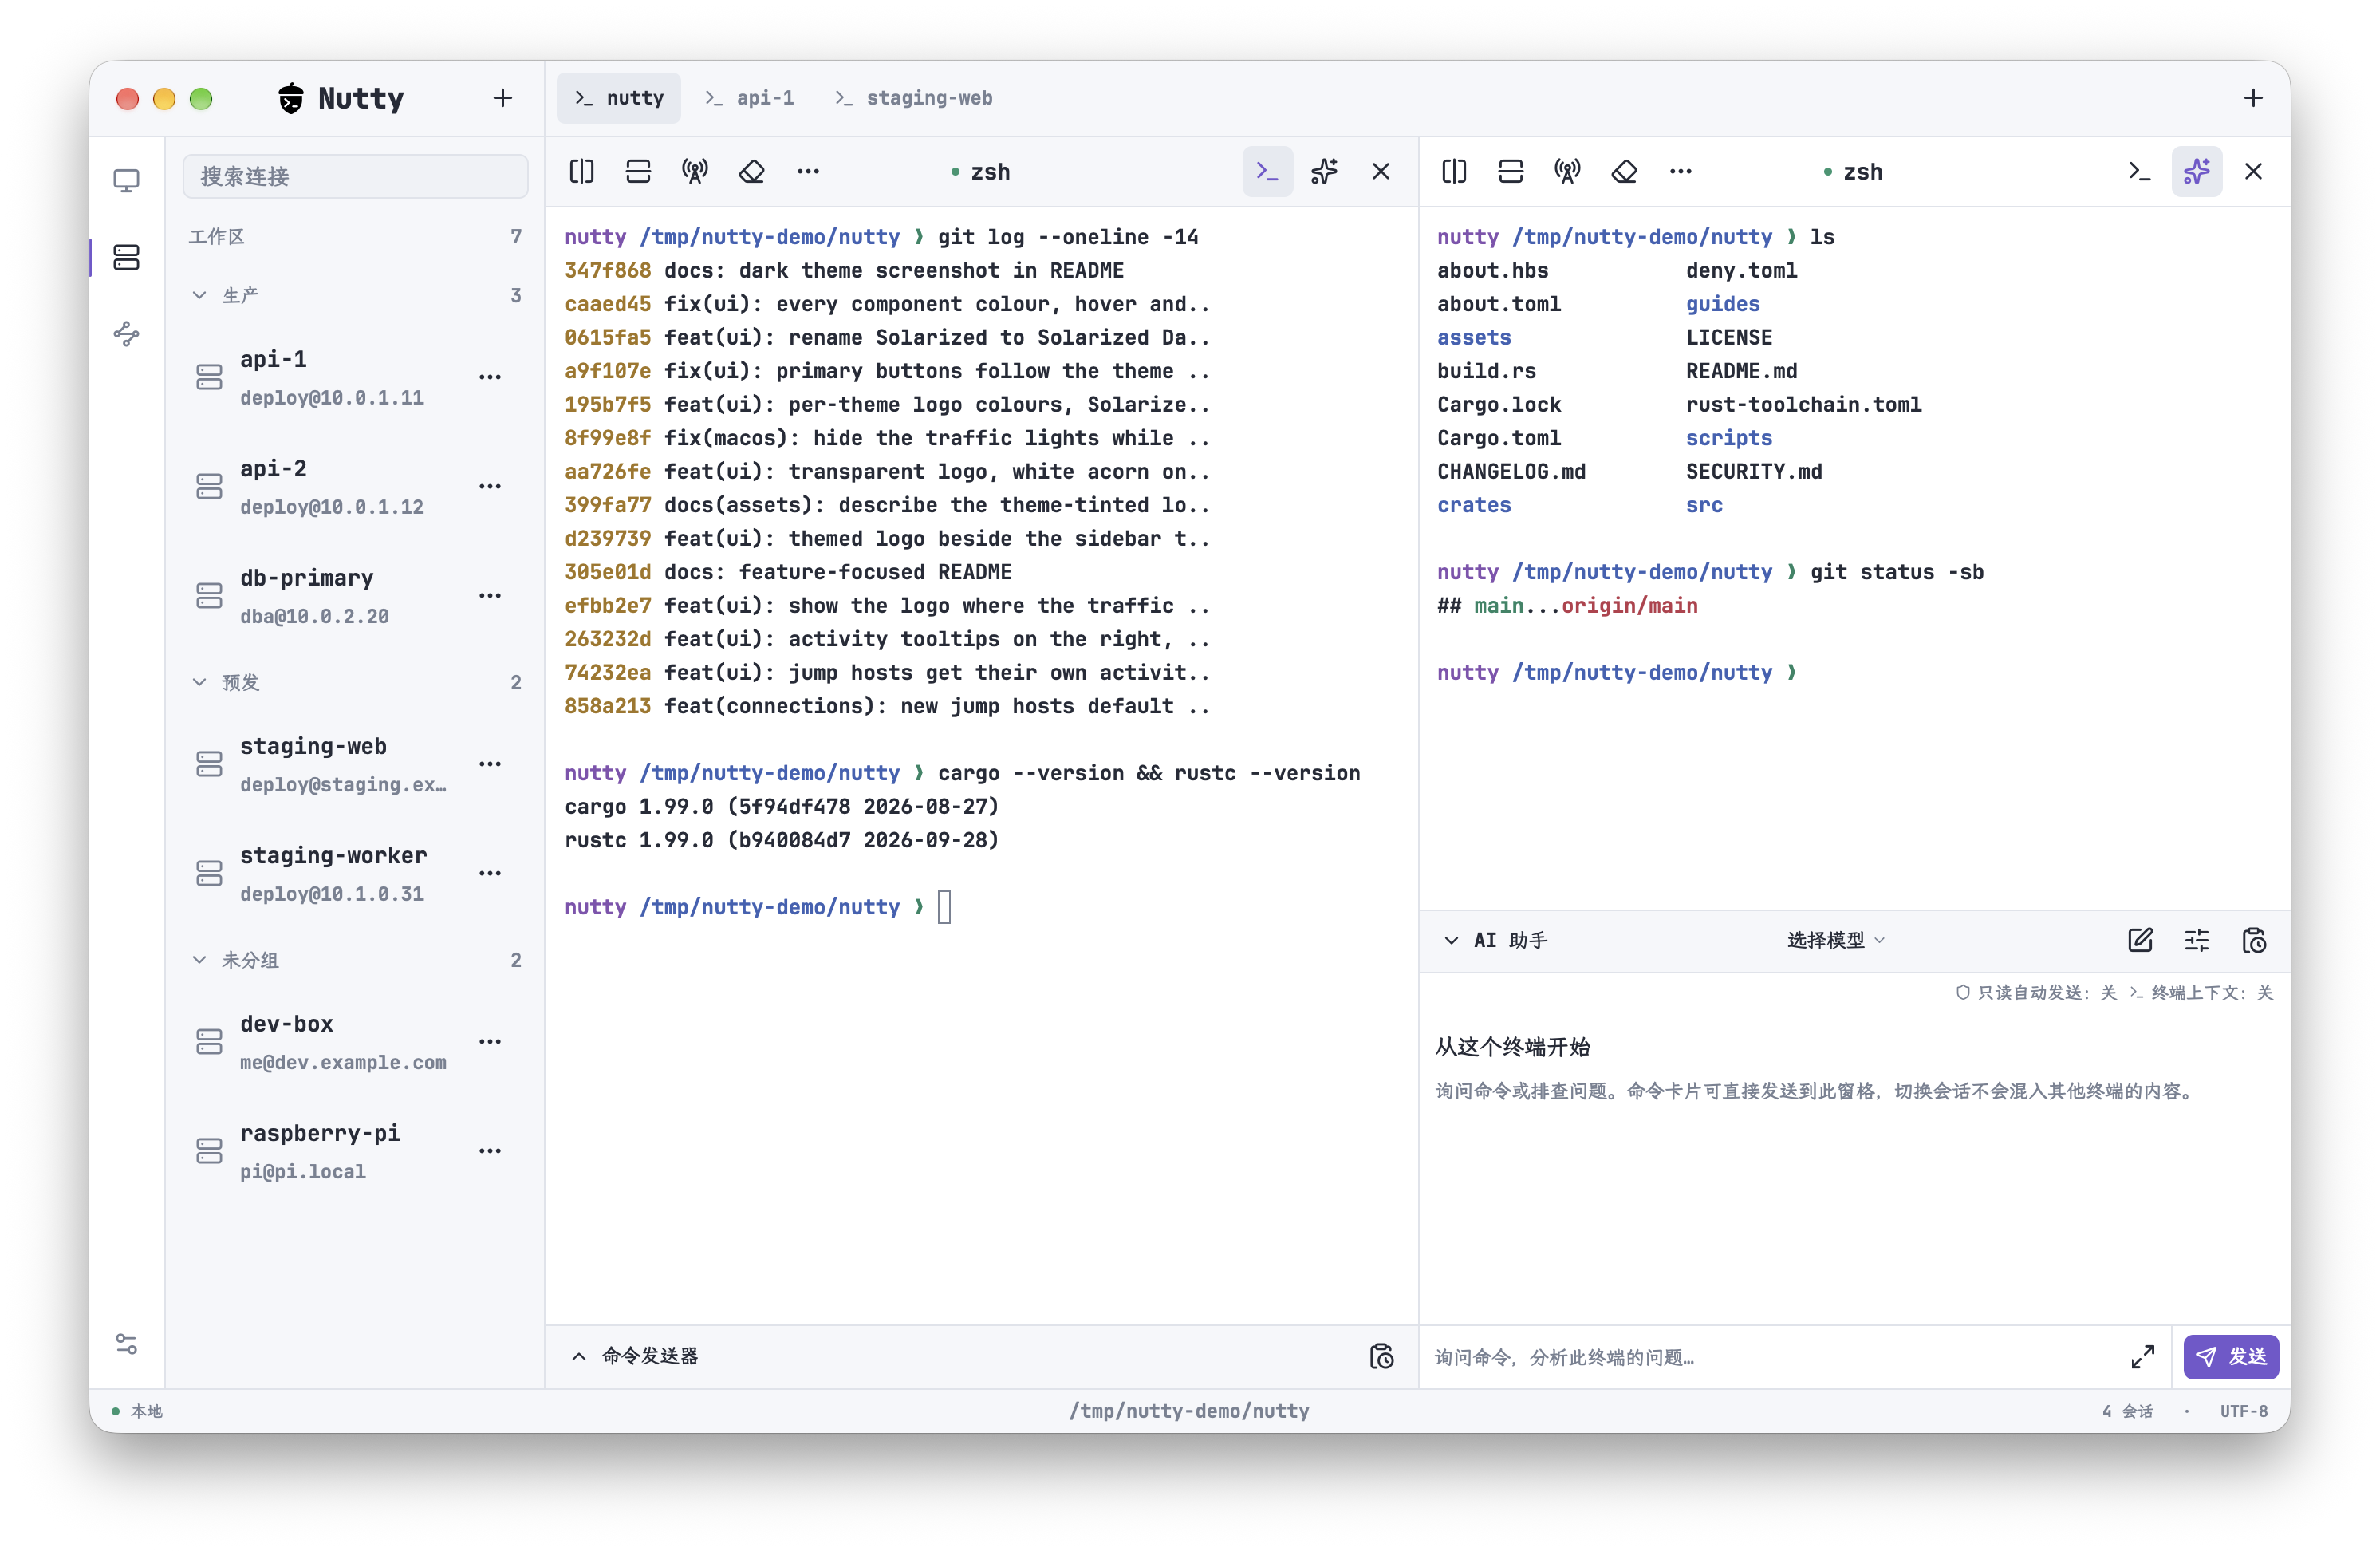 Nutty
nutty
api-1
staging-web
搜索连接
工作区 7
生产 3
api-1
deploy@10.0.1.11
api-2
deploy@10.0.1.12
db-primary
dba@10.0.2.20
预发 2
staging-web
deploy@staging.ex…
staging-worker
deploy@10.1.0.31
未分组 2
dev-box
me@dev.example.com
raspberry-pi
pi@pi.local
zsh
nutty /tmp/nutty-demo/nutty ❯ git log --oneline -14
347f868 docs: dark theme screenshot in README
caaed45 fix(ui): every component colour, hover and..
0615fa5 feat(ui): rename Solarized to Solarized Da..
a9f107e fix(ui): primary buttons follow the theme ..
195b7f5 feat(ui): per-theme logo colours, Solarize..
8f99e8f fix(macos): hide the traffic lights while ..
aa726fe feat(ui): transparent logo, white acorn on..
399fa77 docs(assets): describe the theme-tinted lo..
d239739 feat(ui): themed logo beside the sidebar t..
305e01d docs: feature-focused README
efbb2e7 feat(ui): show the logo where the traffic ..
263232d feat(ui): activity tooltips on the right, ..
74232ea feat(ui): jump hosts get their own activit..
858a213 feat(connections): new jump hosts default ..
nutty /tmp/nutty-demo/nutty ❯ cargo --version && rustc --version
cargo 1.99.0 (5f94df478 2026-08-27)
rustc 1.99.0 (b940084d7 2026-09-28)
nutty /tmp/nutty-demo/nutty ❯
命令发送器
zsh
nutty /tmp/nutty-demo/nutty ❯ ls
about.hbs deny.toml
about.toml guides
assets LICENSE
build.rs README.md
Cargo.lock rust-toolchain.toml
Cargo.toml scripts
CHANGELOG.md SECURITY.md
crates src
nutty /tmp/nutty-demo/nutty ❯ git status -sb
## main...origin/main
nutty /tmp/nutty-demo/nutty ❯
AI 助手 选择模型
只读自动发送: 关 终端上下文: 关
从这个终端开始
询问命令或排查问题。命令卡片可直接发送到此窗格，切换会话不会混入其他终端的内容。
询问命令，分析此终端的问题…
发送
本地 /tmp/nutty-demo/nutty 4 会话 · UTF-8